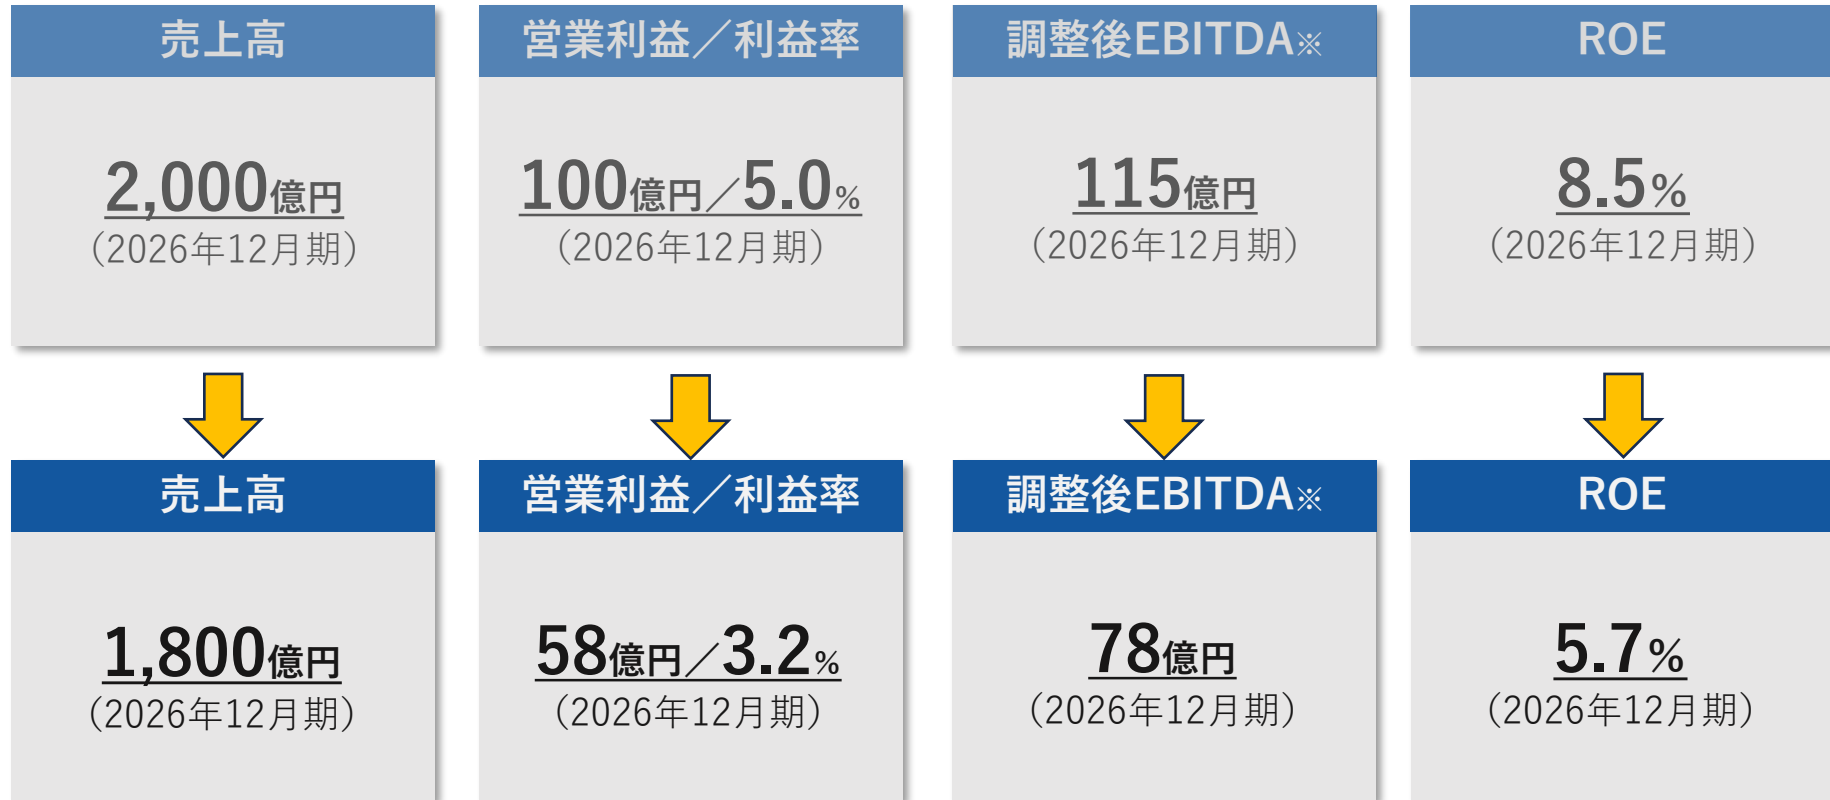 売上高
2,000億円
（2026年12月期）
営業利益／利益率
100億円／5.0%
（2026年12月期）
調整後EBITDA※
115億円
（2026年12月期）
ROE
8.5%
（2026年12月期）
売上高
1,800億円
（2026年12月期）
営業利益／利益率
58億円／3.2%
（2026年12月期）
調整後EBITDA※
78億円
（2026年12月期）
ROE
5.7%
（2026年12月期）